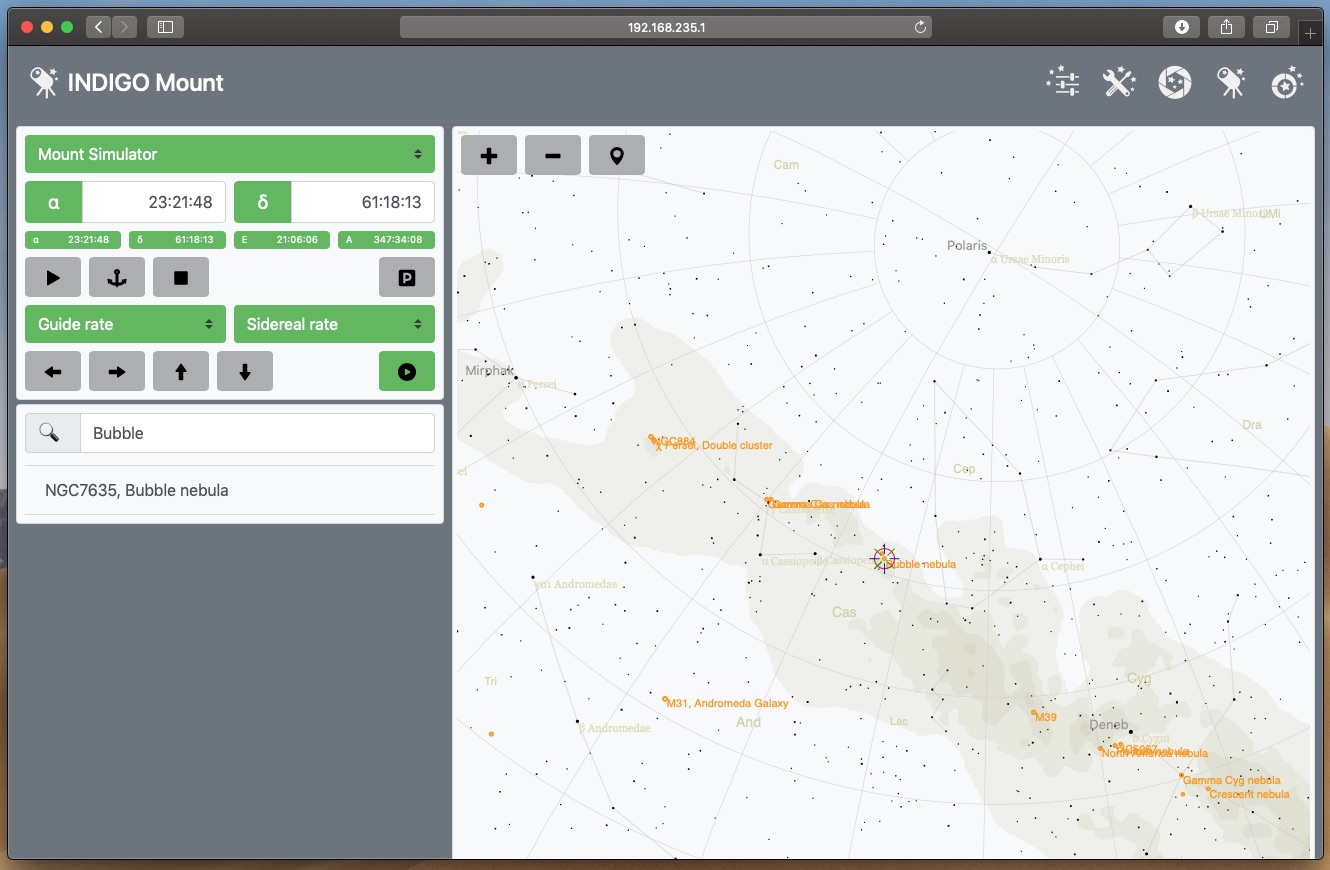 192.168.235.1
INDIGO Mount
Mount Simulator
α 23:21:48 δ 61:18:13
α 23:21:48 δ 61:18:13 E 21:06:06 A 347:34:08
P
Guide rate Sidereal rate
Bubble
NGC7635, Bubble nebula
Cam
β Ursae Minoris
UMi
Polaris
α Ursae Minoris
Mirphak
α Persei
Dra
NGC884
χ Persei, Double cluster
Cep
Gamma Cas nebula
α Cassiopeiae
Bubble nebula
α Cephei
γ1 Andromedae
Cas
Tri
Cyg
M31, Andromeda Galaxy
And
Lac
M39
Deneb
β Andromedae
α Cygni
North America nebula
Gamma Cyg nebula
Crescent nebula